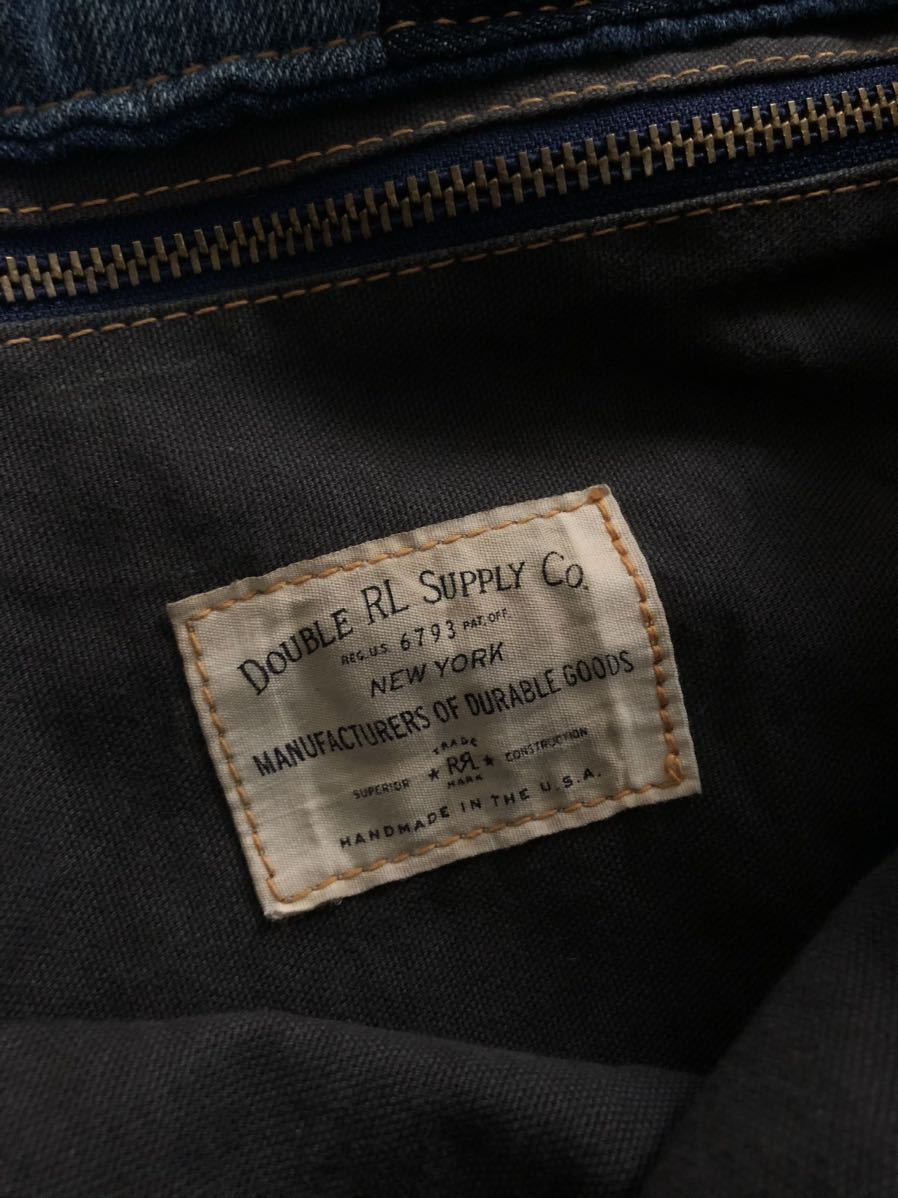 DOUBLE RL SUPPLY CO.
REG. U.S. 6793 PAT. OFF.
NEW YORK
MANUFACTURERS OF DURABLE GOODS
TRADE
SUPERIOR ★ RRL ★ CONSTRUCTION
MARK
HANDMADE IN THE U.S.A.